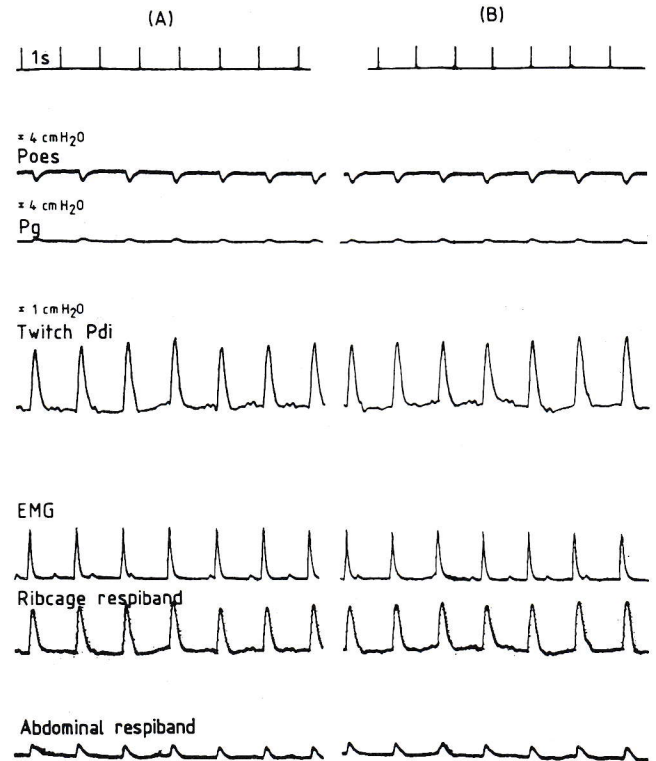 (A)
(B)
1s
= 4 cmH₂O
Poes
= 4 cmH₂O
Pg
= 1 cmH₂O
Twitch Pdi
EMG
Ribcage respiband
Abdominal respiband